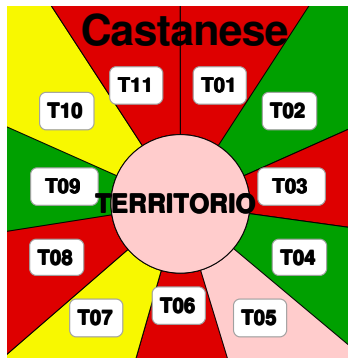 Castanese
T11 T01
T10 T02
T09 T03
TERRITORIO
T08 T04
T07 T06 T05